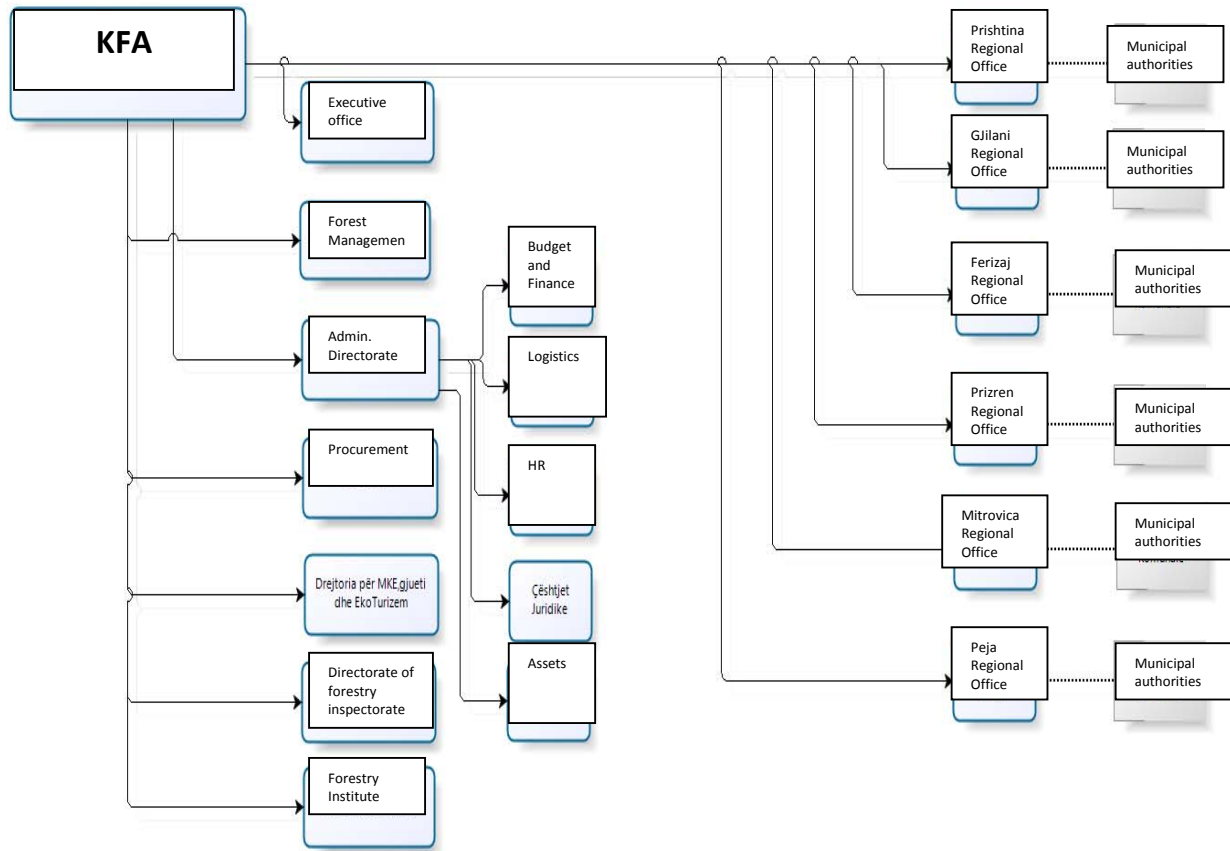 KFA
Executive
office
Forest
Managemen
Admin.
Directorate
Procurement
Drejtoria për MKE,gjueti
dhe EkoTurizem
Directorate of
forestry
inspectorate
Forestry
Institute
Budget
and
Finance
Logistics
HR
Çështjet
Juridike
Assets
Prishtina
Regional
Office
Municipal
authorities
GJilani
Regional
Office
Municipal
authorities
Ferizaj
Regional
Office
Municipal
authorities
Prizren
Regional
Office
Municipal
authorities
Mitrovica
Regional
Office
Municipal
authorities
Peja
Regional
Office
Municipal
authorities